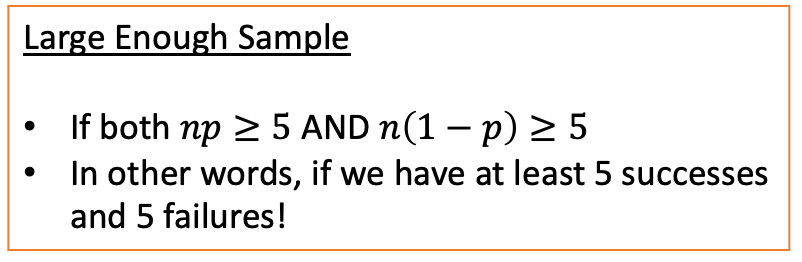 Large Enough Sample
• If both 𝑛𝑝 ≥ 5 AND 𝑛(1 − 𝑝) ≥ 5
• In other words, if we have at least 5 successes
and 5 failures!